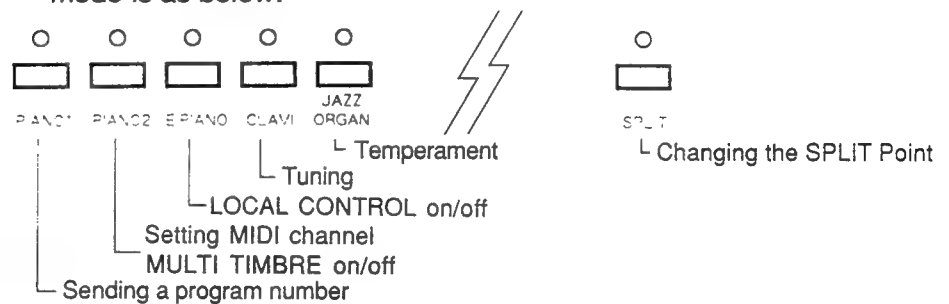 mode is as below.
PIANO1 PIANO2 E.PIANO CLAVI JAZZ ORGAN SPLIT
Temperament
Changing the SPLIT Point
Tuning
LOCAL CONTROL on/off
Setting MIDI channel
MULTI TIMBRE on/off
Sending a program number